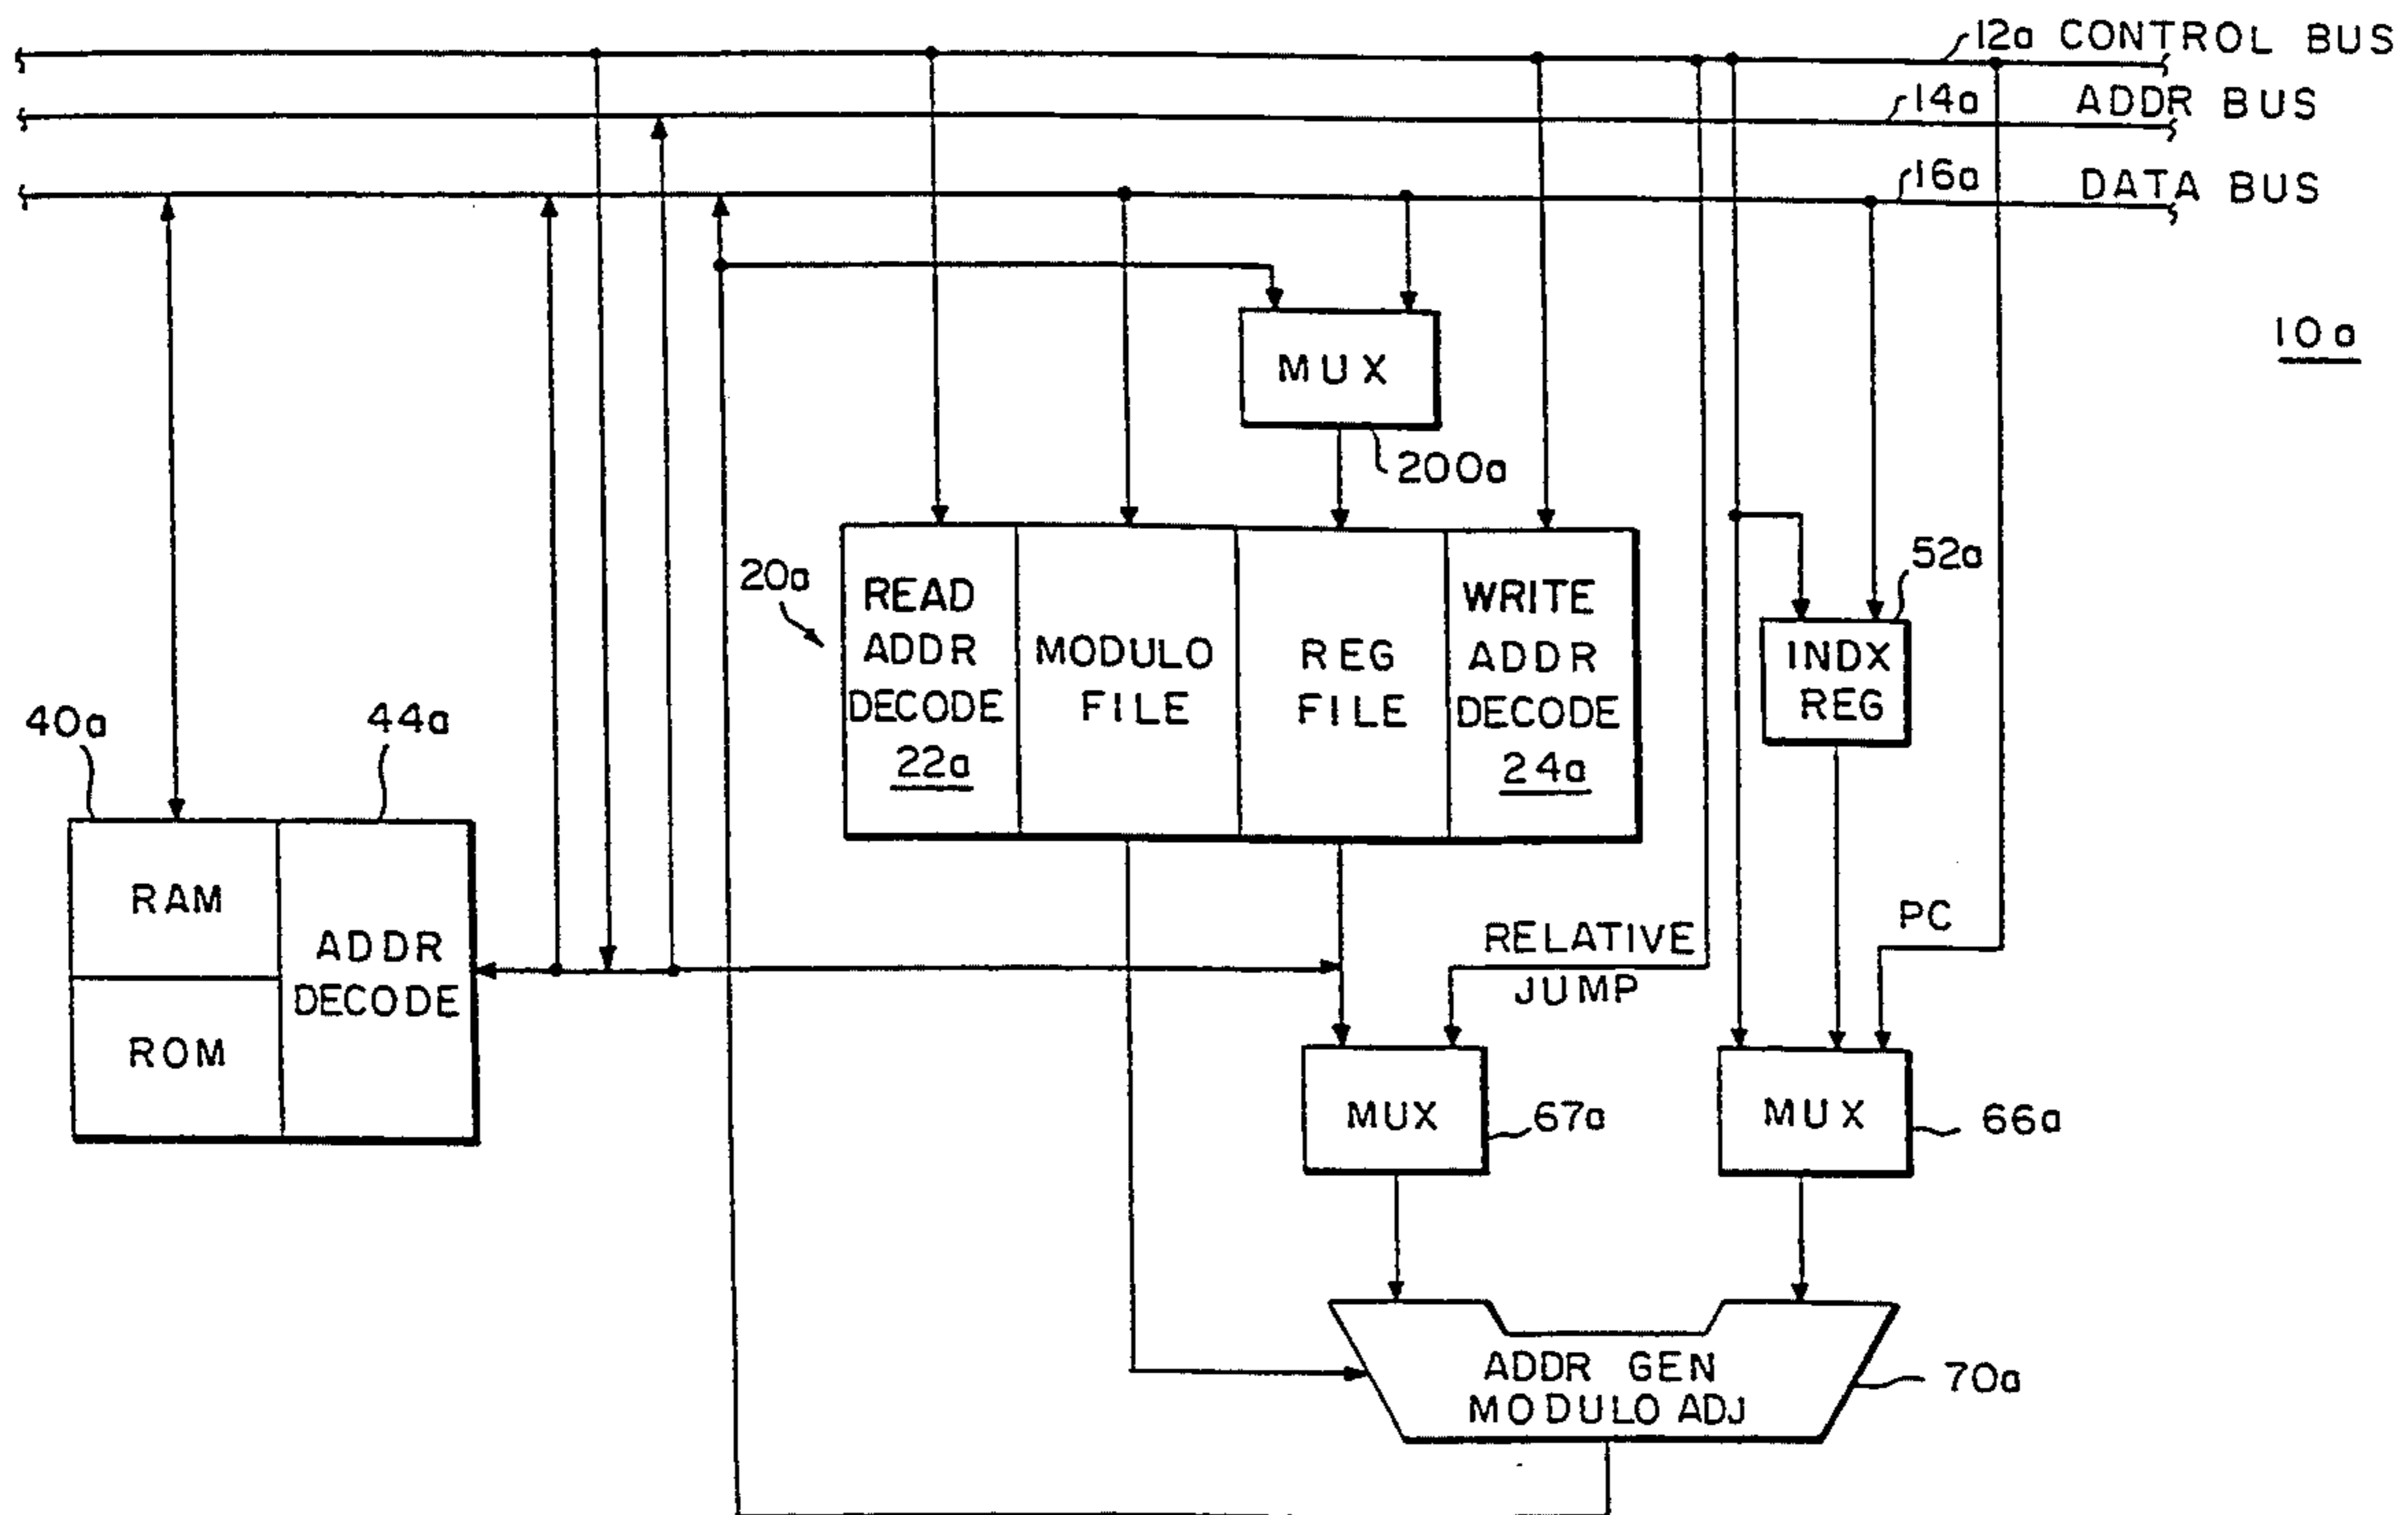 12a CONTROL BUS
14a ADDR BUS
16a DATA BUS
10a
MUX
200a
20a
READ
ADDR
DECODE
22a
MODULO
FILE
REG
FILE
WRITE
ADDR
DECODE
24a
52a
INDX
REG
40a
44a
RAM
ROM
ADDR
DECODE
RELATIVE
JUMP
PC
MUX
67a
MUX
66a
ADDR GEN
MODULO ADJ
70a